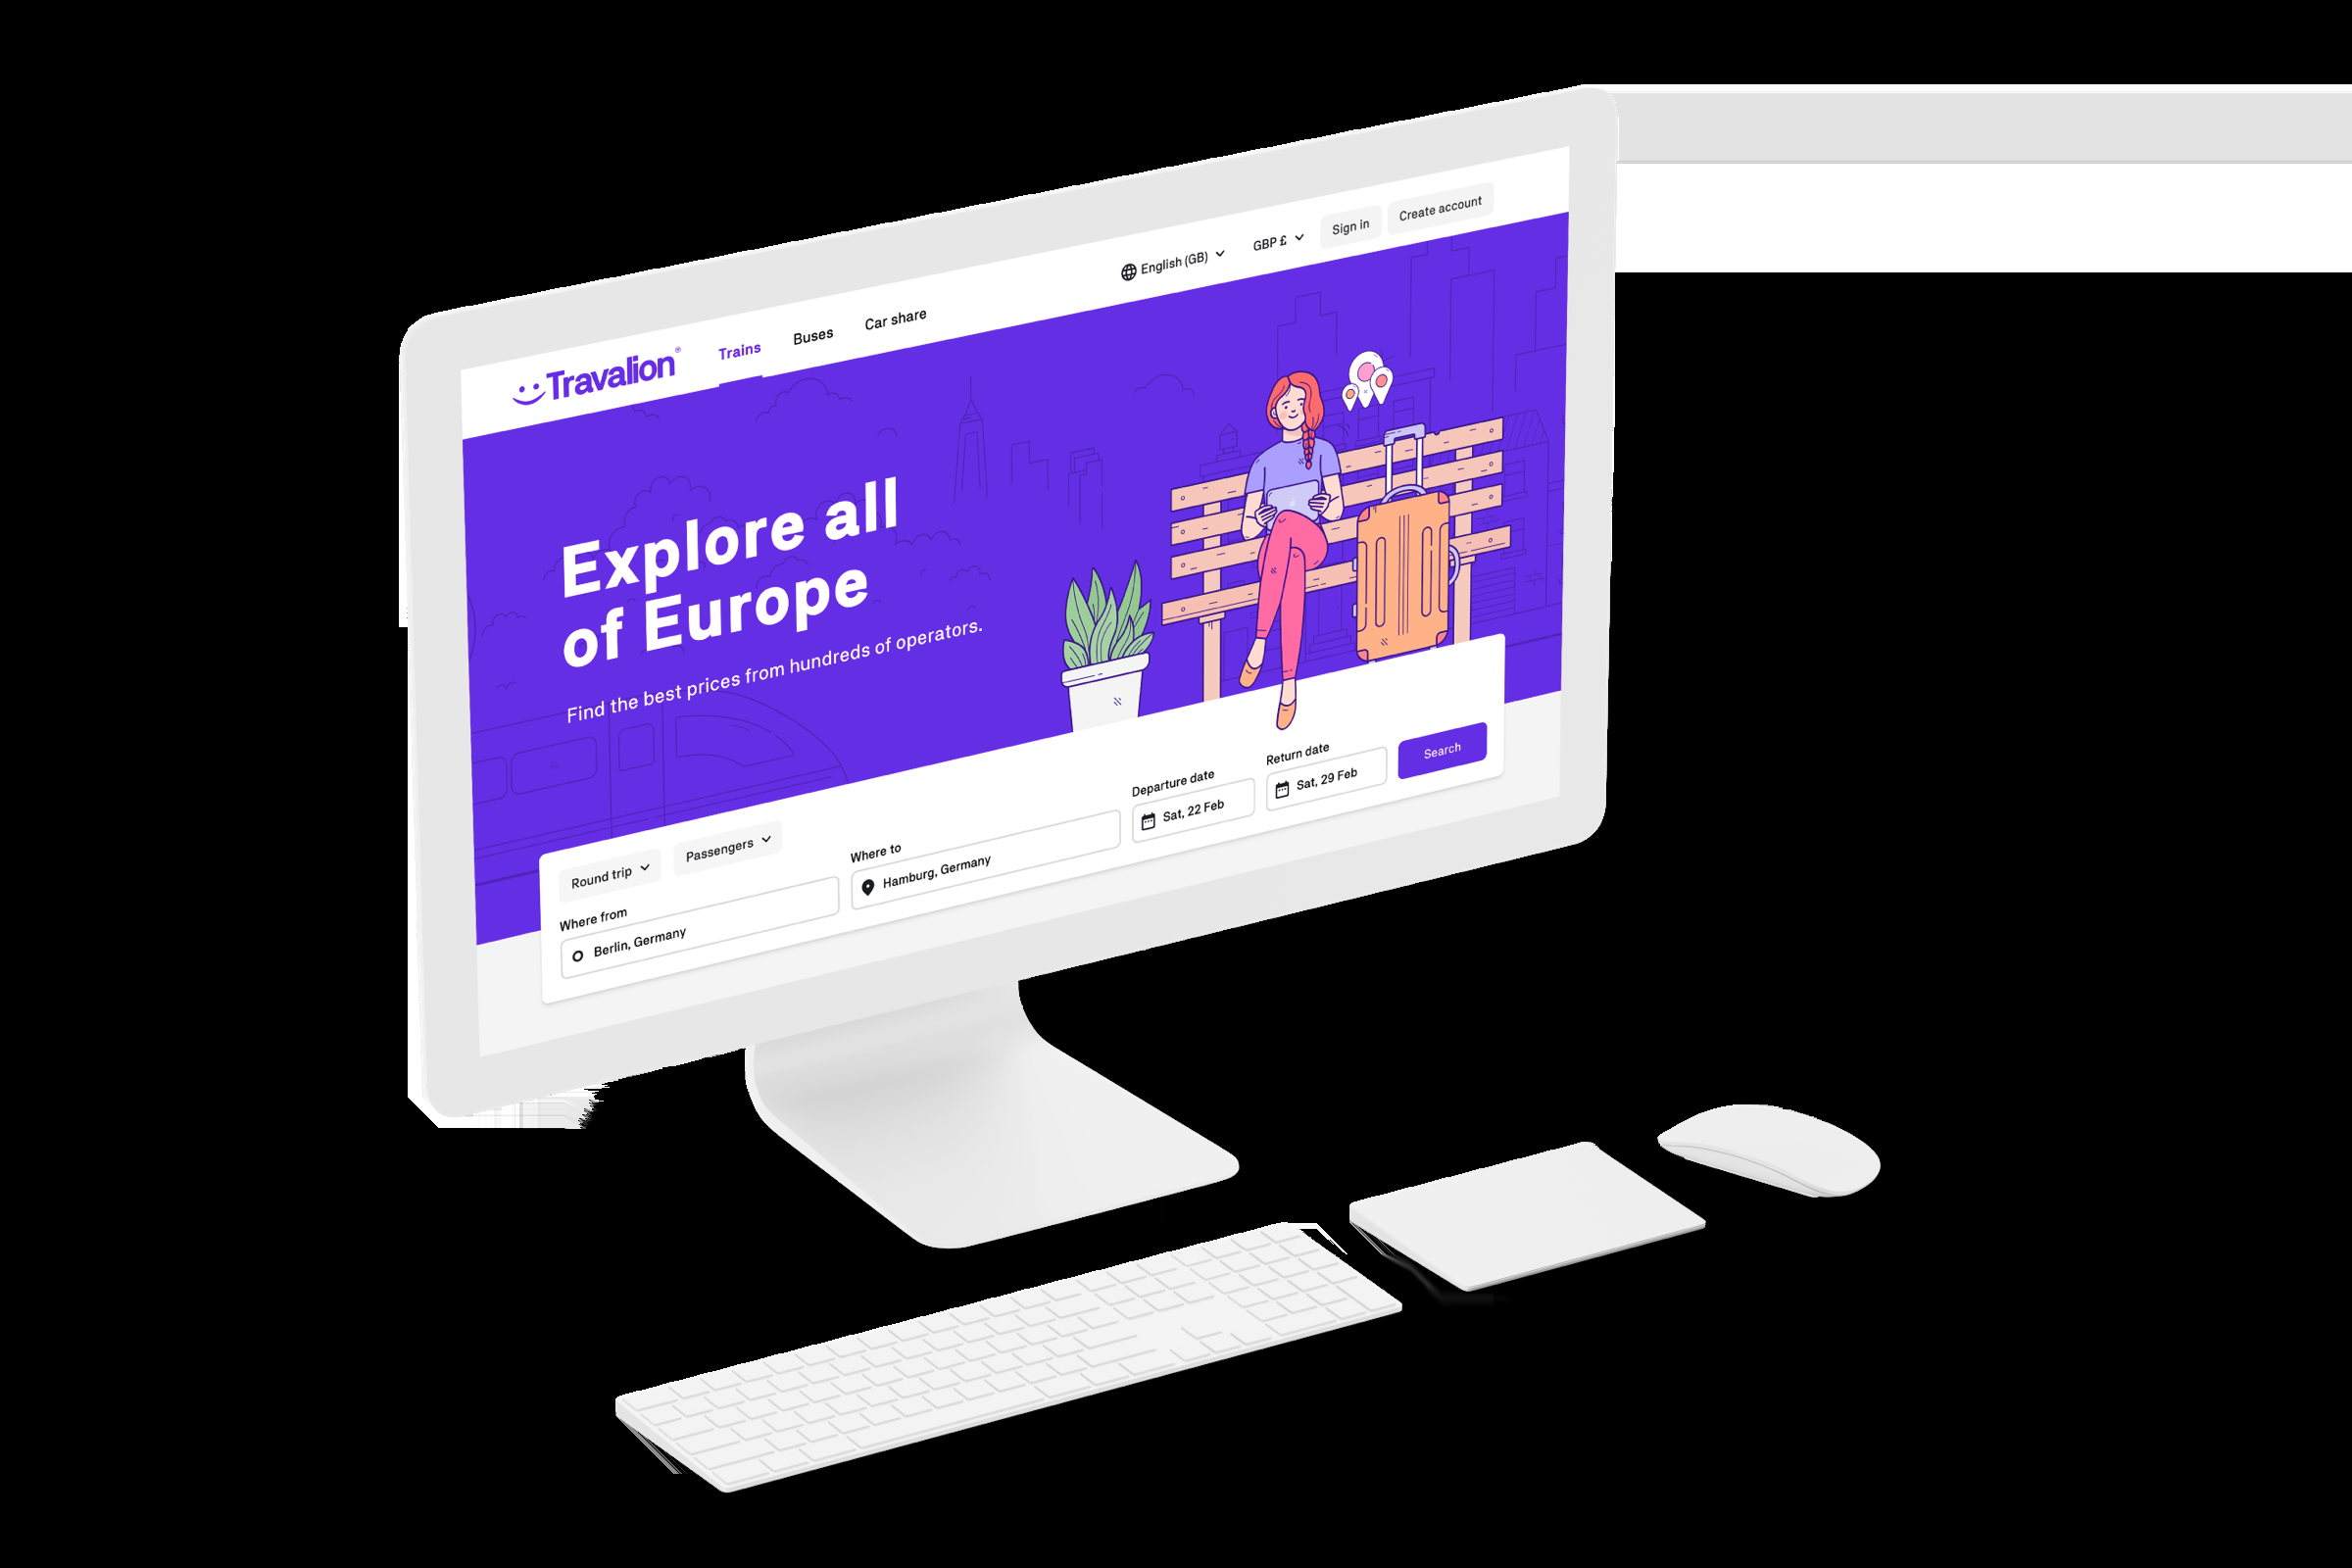 Travalion®
Trains
Buses
Car share
English (GB)
GBP £
Sign in
Create account
Explore all
of Europe
Find the best prices from hundreds of operators.
Round trip
Passengers
Where from
Berlin, Germany
Where to
Hamburg, Germany
Departure date
Sat, 22 Feb
Return date
Sat, 29 Feb
Search